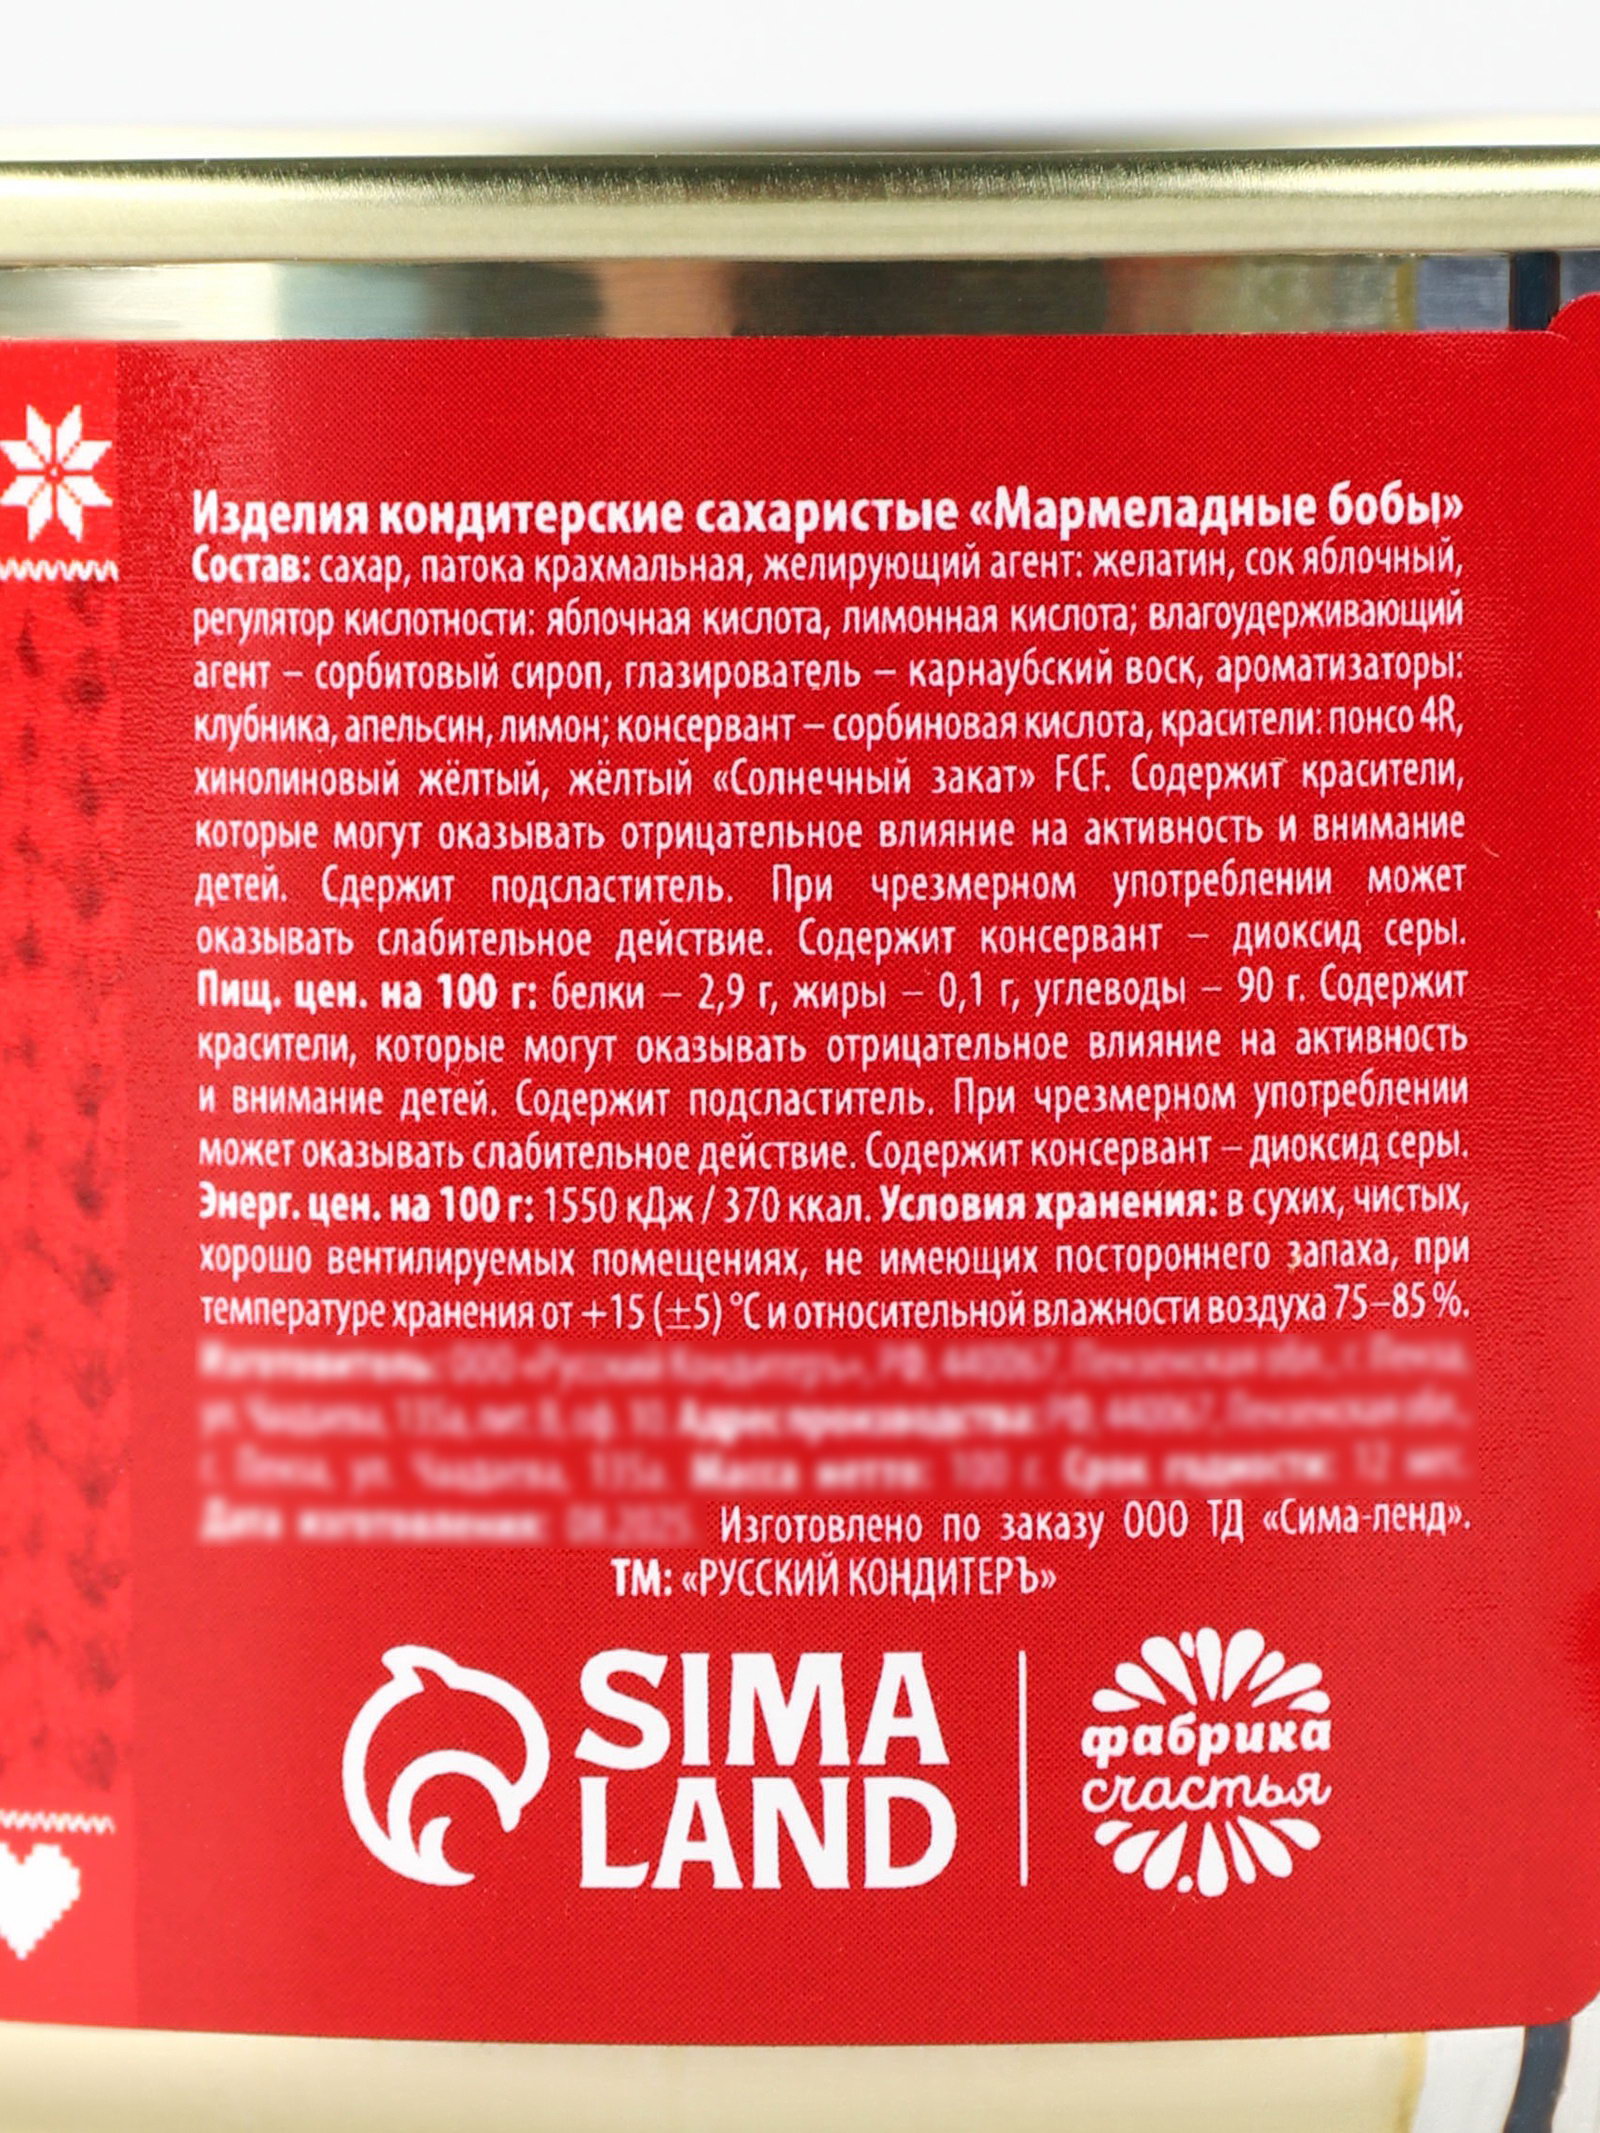 Изделия кондитерские сахаристые «Мармеладные бобы»
Состав: сахар, патока крахмальная, желирующий агент: желатин, сок яблочный,
регулятор кислотности: яблочная кислота, лимонная кислота; влагоудерживающий
агент – сорбитовый сироп, глазирователь – карнаубский воск, ароматизаторы:
клубника, апельсин, лимон; консервант – сорбиновая кислота, красители: понсо 4R,
хинолиновый жёлтый, жёлтый «Солнечный закат» FCF. Содержит красители,
которые могут оказывать отрицательное влияние на активность и внимание
детей. Сдержит подсластитель. При чрезмерном употреблении может
оказывать слабительное действие. Содержит консервант – диоксид серы.
Пищ. цен. на 100 г: белки – 2,9 г, жиры – 0,1 г, углеводы – 90 г. Содержит
красители, которые могут оказывать отрицательное влияние на активность
и внимание детей. Содержит подсластитель. При чрезмерном употреблении
может оказывать слабительное действие. Содержит консервант – диоксид серы.
Энерг. цен. на 100 г: 1550 кДж / 370 ккал. Условия хранения: в сухих, чистых,
хорошо вентилируемых помещениях, не имеющих постороннего запаха, при
температуре хранения от +15 (±5) °С и относительной влажности воздуха 75–85 %.
Изготовлено по заказу ООО ТД «Сима-ленд».
ТМ: «РУССКИЙ КОНДИТЕРЪ»
SIMA
LAND
фабрика
счастья